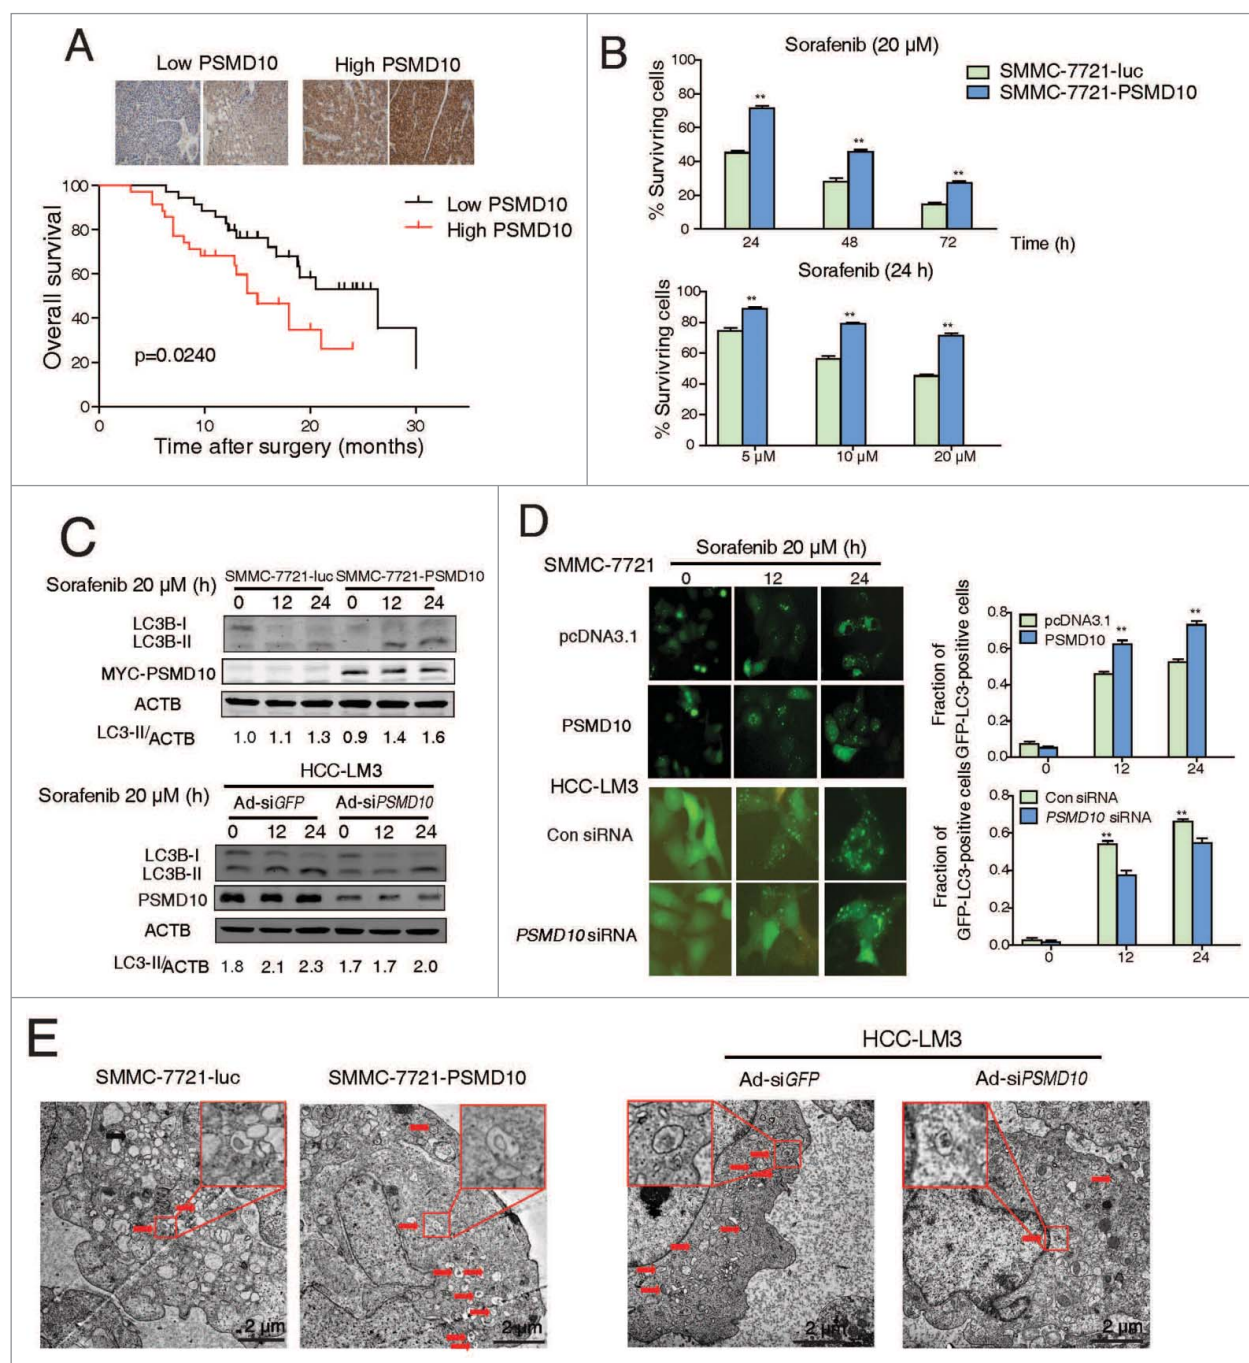 A
Low PSMD10
High PSMD10
100
80
60
40
20
0
Overall survival
Low PSMD10
High PSMD10
p=0.0240
0 10 20 30
Time after surgery (months)
B
Sorafenib (20 µM)
SMMC-7721-luc
SMMC-7721-PSMD10
% Survivring cells
100
80
60
40
20
0
** ** **
24 48 72 Time (h)
Sorafenib (24 h)
% Survivring cells
100
80
60
40
20
0
** ** **
5 µM 10 µM 20 µM
C
Sorafenib 20 µM (h) SMMC-7721-luc SMMC-7721-PSMD10
0 12 24 0 12 24
LC3B-I
LC3B-II
MYC-PSMD10
ACTB
LC3-II/ACTB 1.0 1.1 1.3 0.9 1.4 1.6
HCC-LM3
Sorafenib 20 µM (h) Ad-siGFP Ad-siPSMD10
0 12 24 0 12 24
LC3B-I
LC3B-II
PSMD10
ACTB
LC3-II/ACTB 1.8 2.1 2.3 1.7 1.7 2.0
D
Sorafenib 20 µM (h)
SMMC-7721
0 12 24
pcDNA3.1
PSMD10
HCC-LM3
Con siRNA
PSMD10 siRNA
Fraction of
GFP-LC3-positive cells
0.8
0.6
0.4
0.2
0.0
pcDNA3.1
PSMD10
** **
0 12 24
Fraction of
GFP-LC3-positive cells
0.8
0.6
0.4
0.2
0.0
Con siRNA
PSMD10 siRNA
** **
0 12 24
E
HCC-LM3
SMMC-7721-luc
SMMC-7721-PSMD10
Ad-siGFP
Ad-siPSMD10
2 µm
2 µm
2 µm
2 µm